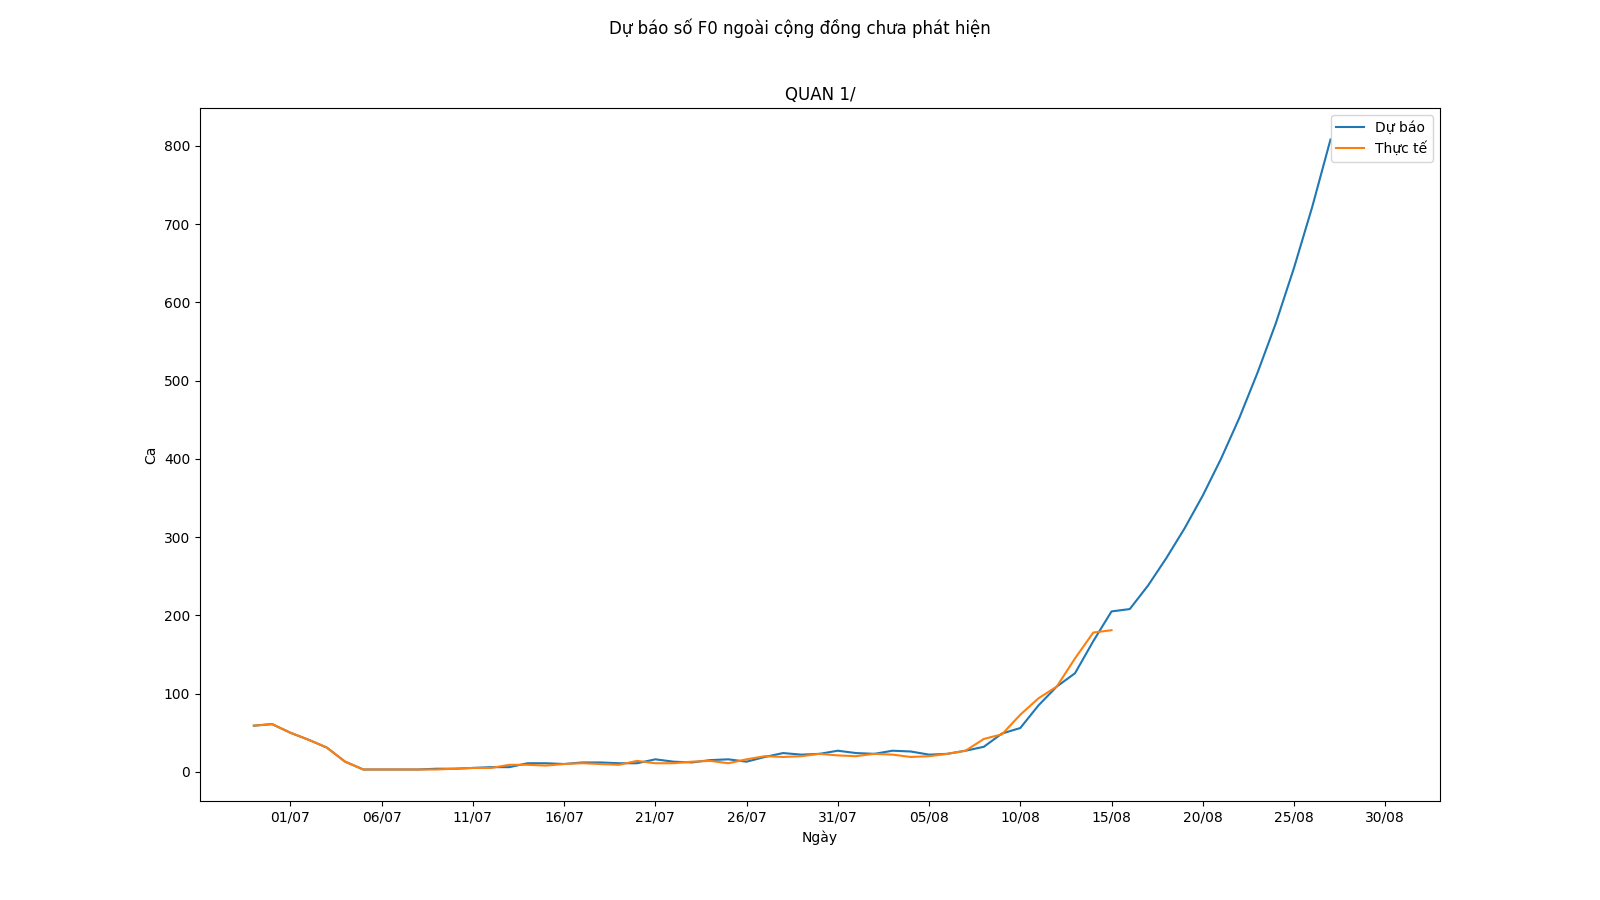 Dự báo số F0 ngoài cộng đồng chưa phát hiện
QUAN 1/
Dự báo
Thực tế
Ca
800
700
600
500
400
300
200
100
0
01/07 06/07 11/07 16/07 21/07 26/07 31/07 05/08 10/08 15/08 20/08 25/08 30/08
Ngày